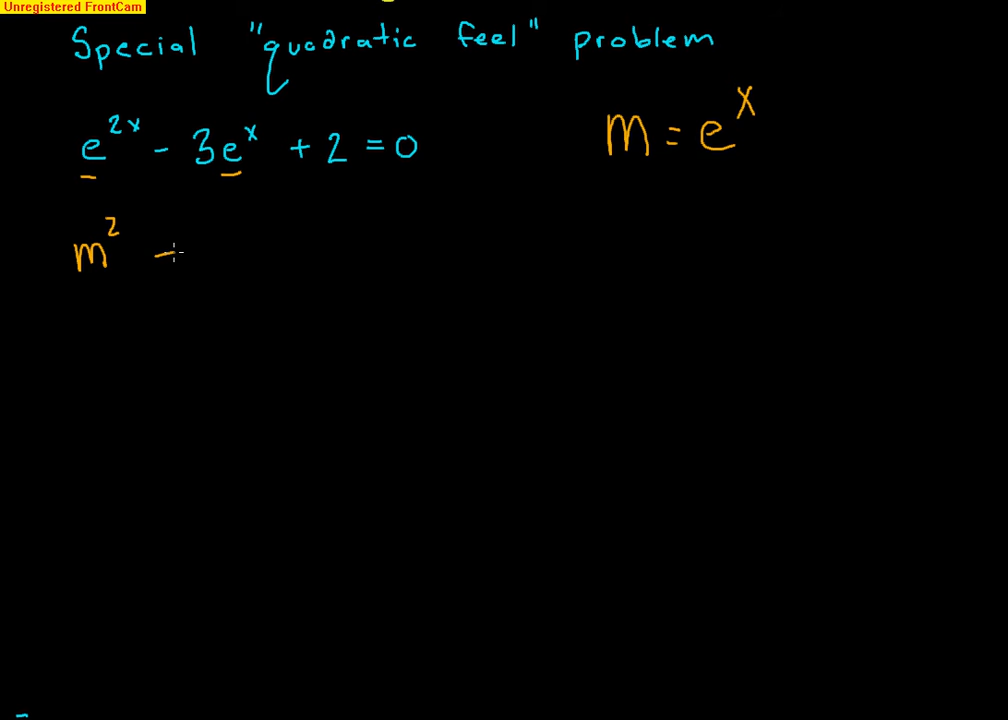 Unregistered FrontCam
Special "quadratic feel" problem
e^{2x} - 3e^x + 2 = 0
m = e^x
m^2 -